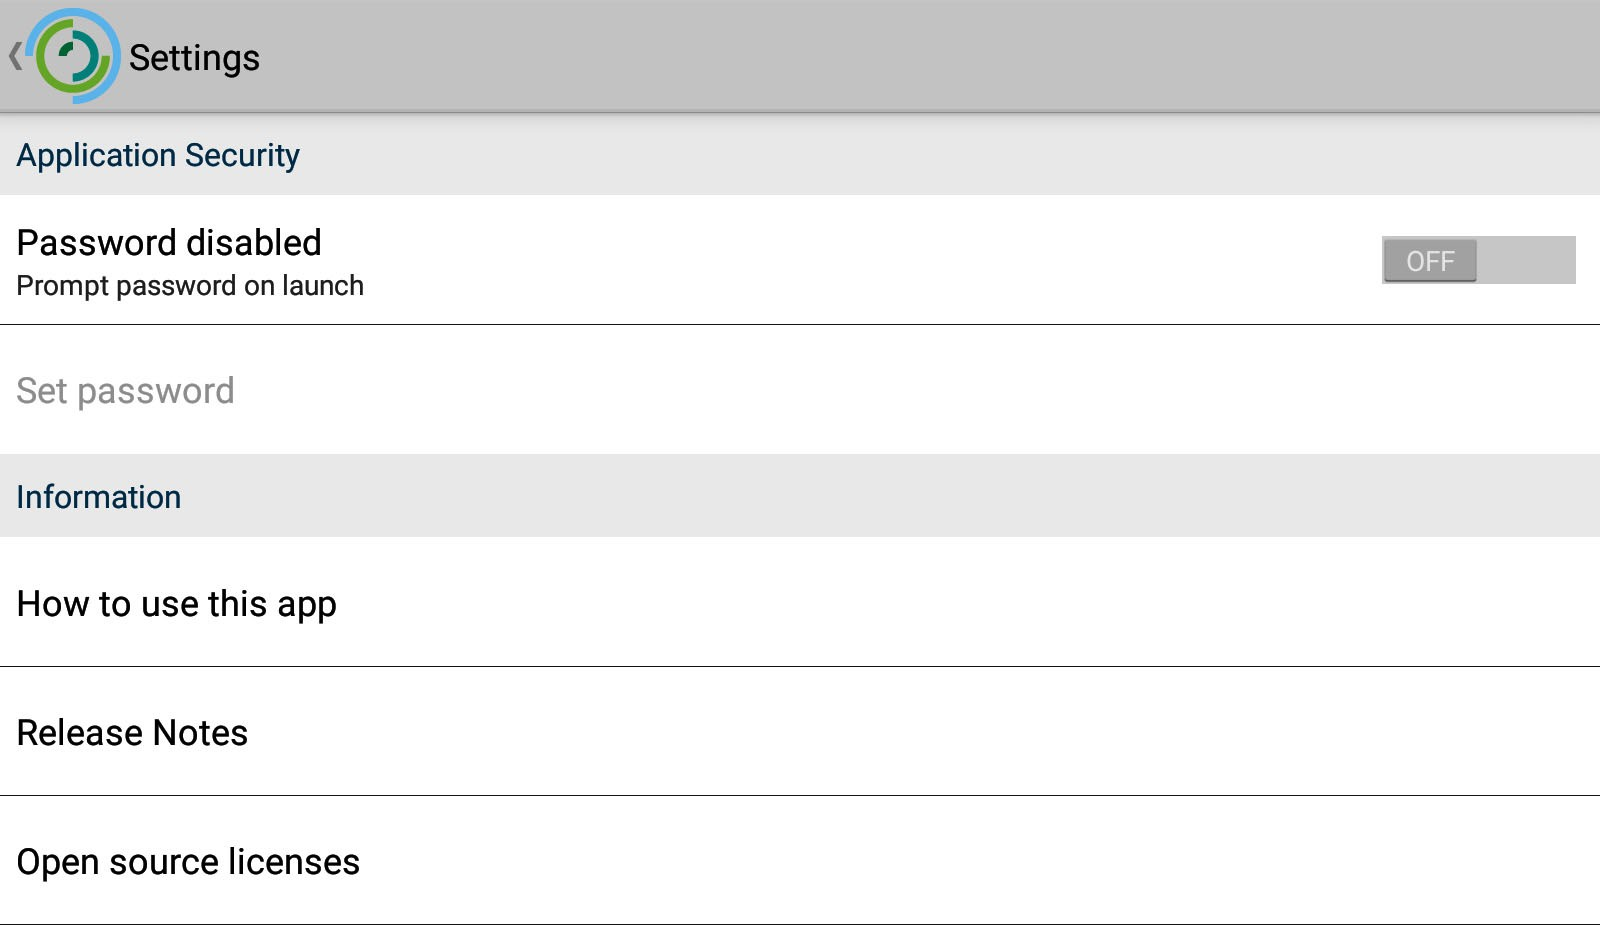 Settings
Application Security
Password disabled
Prompt password on launch
OFF
Set password
Information
How to use this app
Release Notes
Open source licenses